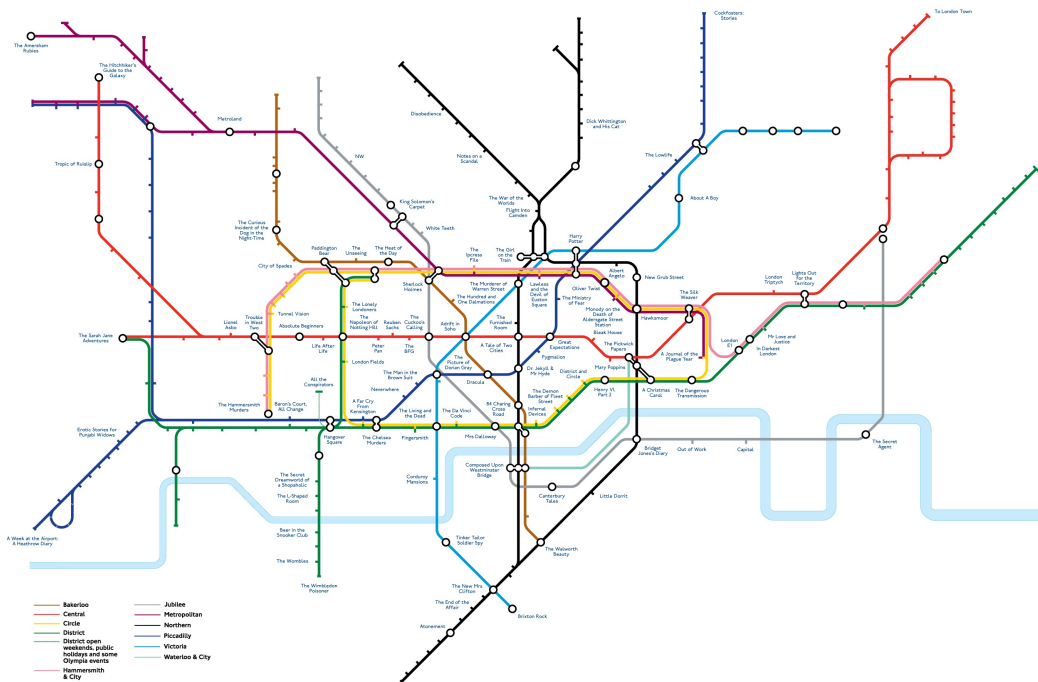 Cockfosters:
Stories
To London Town
The Amersham
Rubies
The Hitchhiker's
Guide to the
Galaxy
Metroland
Disobedience
Dick Whittington
and His Cat
Notes on a
Scandal
NW
The Lowlife
Tropic of Ruislip
King Solomon's
Carpet
The War of the
Worlds
Flight Into
Camden
About A Boy
The Curious
Incident of the
Dog in the
Night-Time
White Teeth
Paddington
Bear
The
Unseeing
The Heat of
the Day
The
Ipcress
File
The Girl
on the
Train
Harry
Potter
City of Spades
Sherlock
Holmes
The Murderer of
Warren Street
Lawless
and the
Devil of
Euston
Square
Albert
Angelo
New Grub Street
Oliver Twist
London
Triptych
Lights Out
for the
Territory
The Hundred and
One Dalmations
The Ministry
of Fear
The Silk
Weaver
Tunnel Vision
The Lonely
Londoners
Monody on the
Death of
Aldersgate Street
Station
Hawksmoor
The Sarah Jane
Adventures
Lionel
Asbo
Trouble
in West
Two
Absolute Beginners
The
Napoleon of
Notting Hill
Reuben
Sachs
The
Cuckoo's
Calling
Adrift in
Soho
The
Furnished
Room
Bleak House
London
E1
Mr Love and
Justice
In Darkest
London
Life After
Life
Peter
Pan
The
BFG
A Tale of Two
Cities
Great
Expectations
The Pickwick
Papers
A Journal of the
Plague Year
London Fields
The
Picture of
Dorian Gray
Pygmalion
Mary Poppins
The Man in the
Brown Suit
Dr. Jekyll &
Mr Hyde
District and
Circle
All the
Conspirators
Neverwhere
Dracula
The Demon
Barber of Fleet
Street
Henry VI,
Part 2
A Christmas
Carol
The Dangerous
Transmission
The Hammersmith
Murders
Baron's Court,
All Change
A Far Cry
From
Kensington
The Living and
the Dead
The Da Vinci
Code
84 Charing
Cross
Road
Infernal
Devices
Erotic Stories for
Punjabi Widows
Hangover
Square
The Chelsea
Murders
Fingersmith
Mrs Dalloway
Bridget
Jones's Diary
Out of Work
Capital
The Secret
Agent
The Secret
Dreamworld of
a Shopaholic
Corduroy
Mansions
Composed Upon
Westminster
Bridge
Canterbury
Tales
Little Dorrit
The L-Shaped
Room
Beer in the
Snooker Club
A Week at the Airport:
A Heathrow Diary
Tinker Tailor
Soldier Spy
The Walworth
Beauty
The Wombles
The Wimbledon
Poisoner
The New Mrs
Clifton
The End of the
Affair
Brixton Rock
Atonement
Bakerloo
Central
Circle
District
District open
weekends, public
holidays and some
Olympia events
Hammersmith
& City
Jubilee
Metropolitan
Northern
Piccadilly
Victoria
Waterloo & City